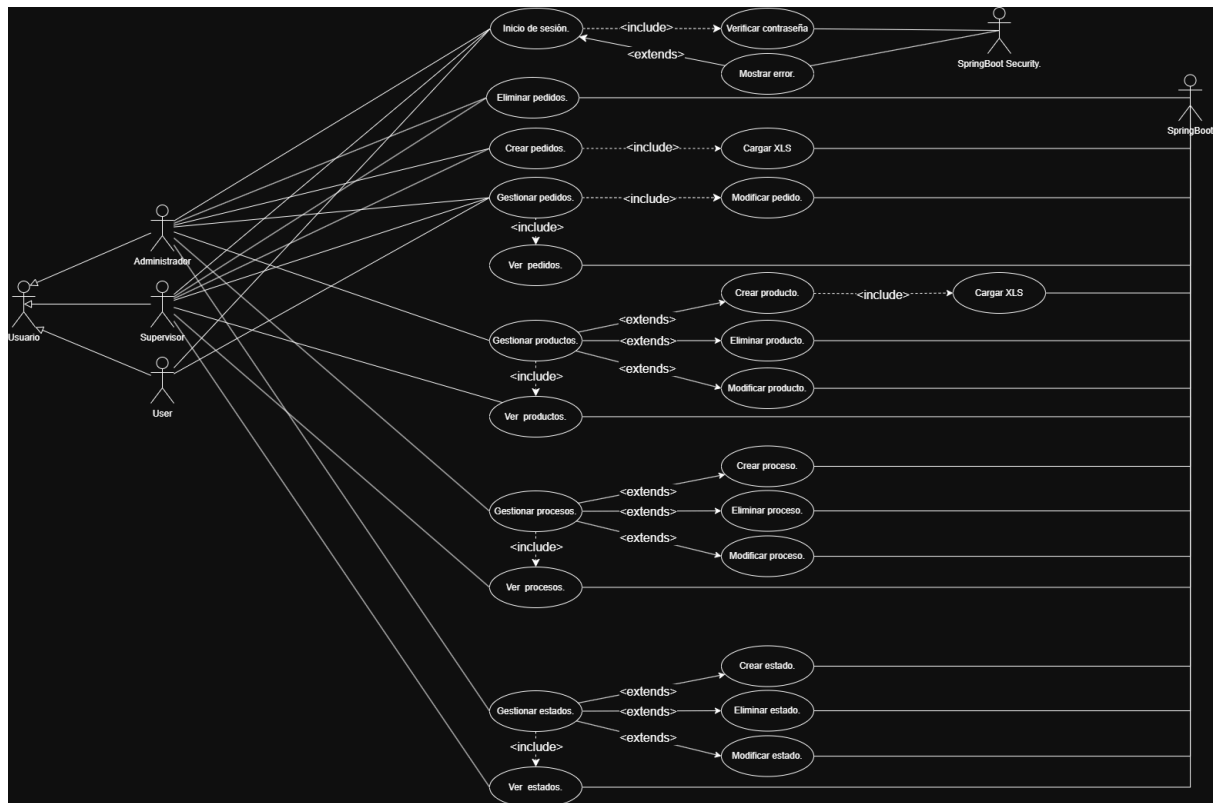 Inicio de sesión.
<include>
Verificar contraseña
<extends>
Mostrar error.
SpringBoot Security.
Eliminar pedidos.
SpringBoot
Crear pedidos.
<include>
Cargar XLS
Gestionar pedidos.
<include>
Modificar pedido.
<include>
Administrador
Ver pedidos.
Crear producto.
<include>
Cargar XLS
Usuario
Supervisor
<extends>
Gestionar productos.
<extends>
Eliminar producto.
<extends>
<include>
Modificar producto.
User
Ver productos.
Crear proceso.
<extends>
Gestionar procesos.
<extends>
Eliminar proceso.
<extends>
<include>
Modificar proceso.
Ver procesos.
Crear estado.
<extends>
Gestionar estados.
<extends>
Eliminar estado.
<extends>
<include>
Modificar estado.
Ver estados.